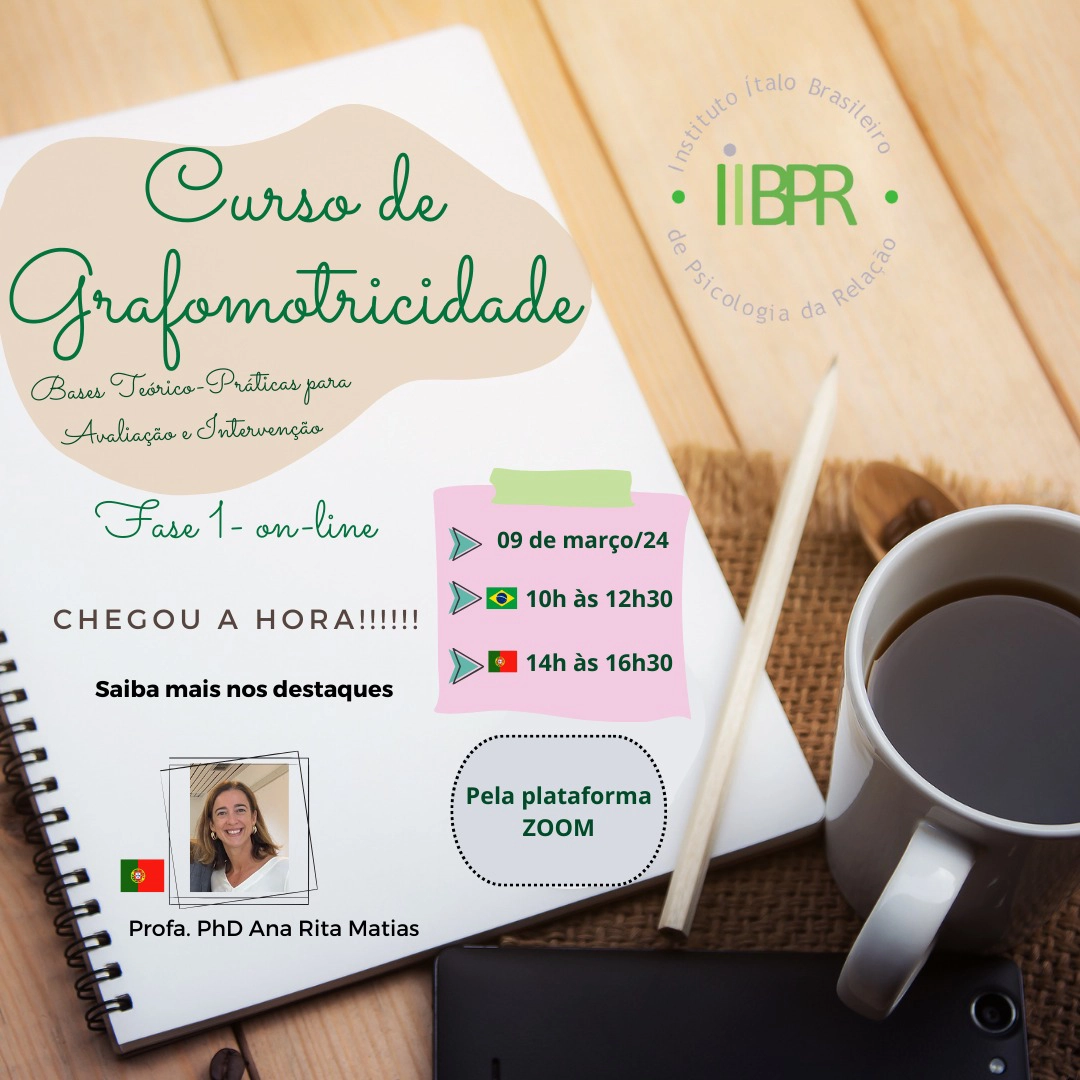 Instituto Ítalo Brasileiro
IiBPR
de Psicologia da Relação
Curso de
Grafomotricidade
Bases Teórico-Práticas para
Avaliação e Intervenção
Fase 1- on-line
09 de março/24
10h às 12h30
14h às 16h30
CHEGOU A HORA!!!!!!
Saiba mais nos destaques
Pela plataforma
ZOOM
Profa. PhD Ana Rita Matias